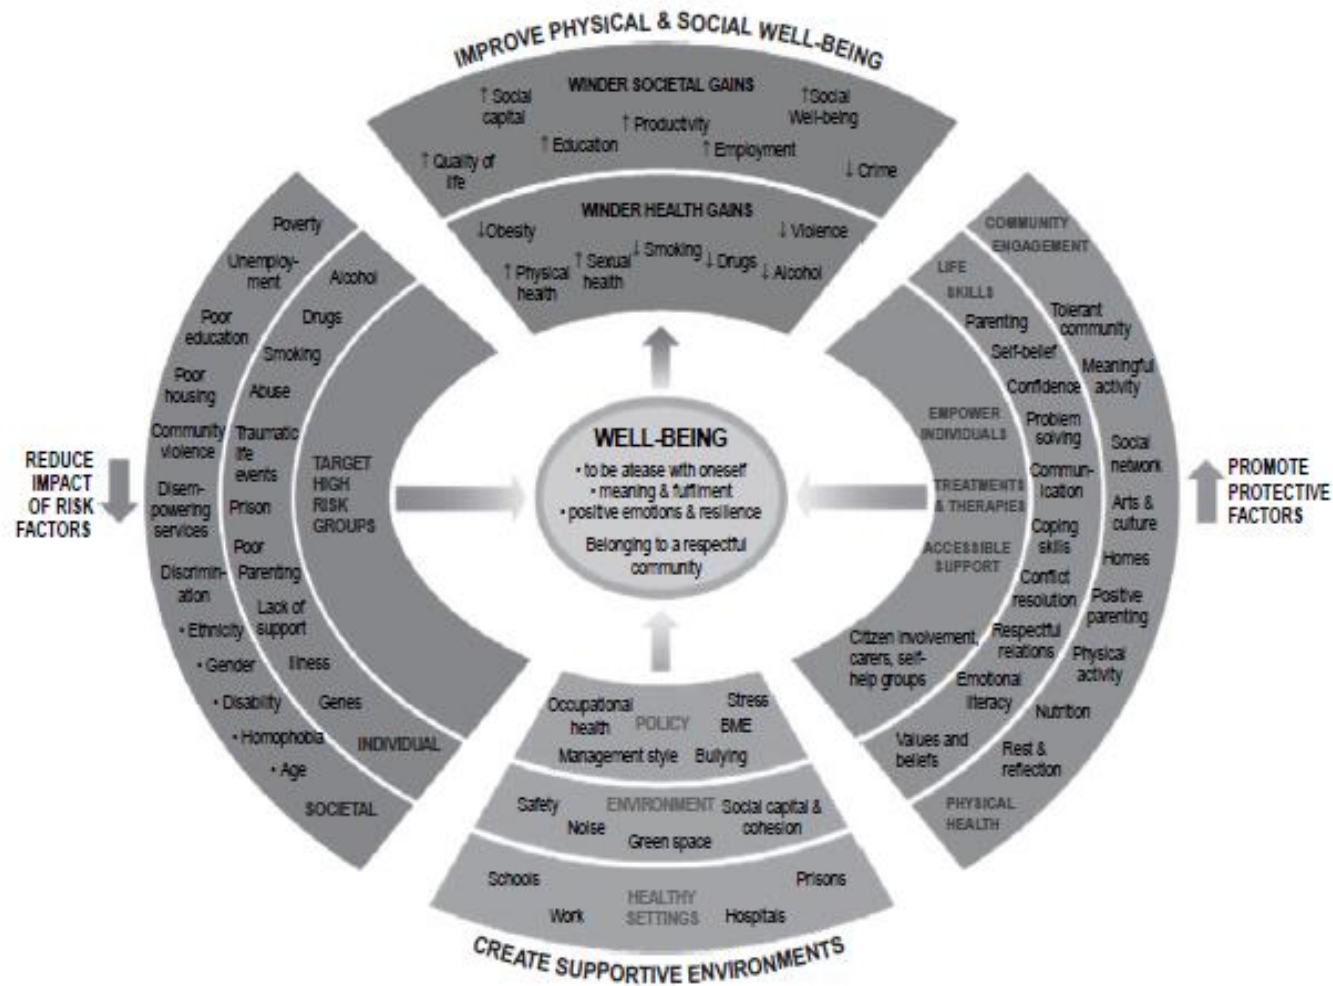 IMPROVE PHYSICAL & SOCIAL WELL-BEING
WINDER SOCIETAL GAINS
↑ Social
capital
↑Social
Well-being
↑ Productivity
↑ Education
↑ Employment
↑ Quality of
life
↓ Crime
WINDER HEALTH GAINS
↓Obesity
↓ Violence
↓ Smoking
↑ Physical
health
↑ Sexual
health
↓ Drugs
↓ Alcohol
REDUCE
IMPACT
OF RISK
FACTORS
Poverty
Unemploy-
ment
Poor
education
Poor
housing
Community
violence
Disem-
powering
services
Discrimin-
ation
• Ethnicity
• Gender
• Disability
• Homophobia
• Age
SOCIETAL
Alcohol
Drugs
Smoking
Abuse
Traumatic
life
events
Prison
Poor
Parenting
Lack of
support
Illness
Genes
INDIVIDUAL
TARGET
HIGH
RISK
GROUPS
WELL-BEING
• to be atease with oneself
• meaning & fulfilment
• positive emotions & resilience
Belonging to a respectful
community
EMPOWER
INDIVIDUALS
TREATMENTS
& THERAPIES
ACCESSIBLE
SUPPORT
Citizen involvement,
carers, self-
help groups
LIFE
SKILLS
Parenting
Self-belief
Confidence
Problem
solving
Commun-
ication
Coping
skills
Conflict
resolution
Respectful
relations
Emotional
literacy
Values and
beliefs
COMMUNITY
ENGAGEMENT
Tolerant
community
Meaningful
activity
Social
network
Arts &
culture
Homes
Positive
parenting
Physical
activity
Nutrition
Rest &
reflection
PHYSICAL
HEALTH
PROMOTE
PROTECTIVE
FACTORS
Occupational
health
POLICY
Stress
BME
Management style
Bullying
Safety
ENVIRONMENT
Social capital &
cohesion
Noise
Green space
Schools
Prisons
HEALTHY
SETTINGS
Work
Hospitals
CREATE SUPPORTIVE ENVIRONMENTS